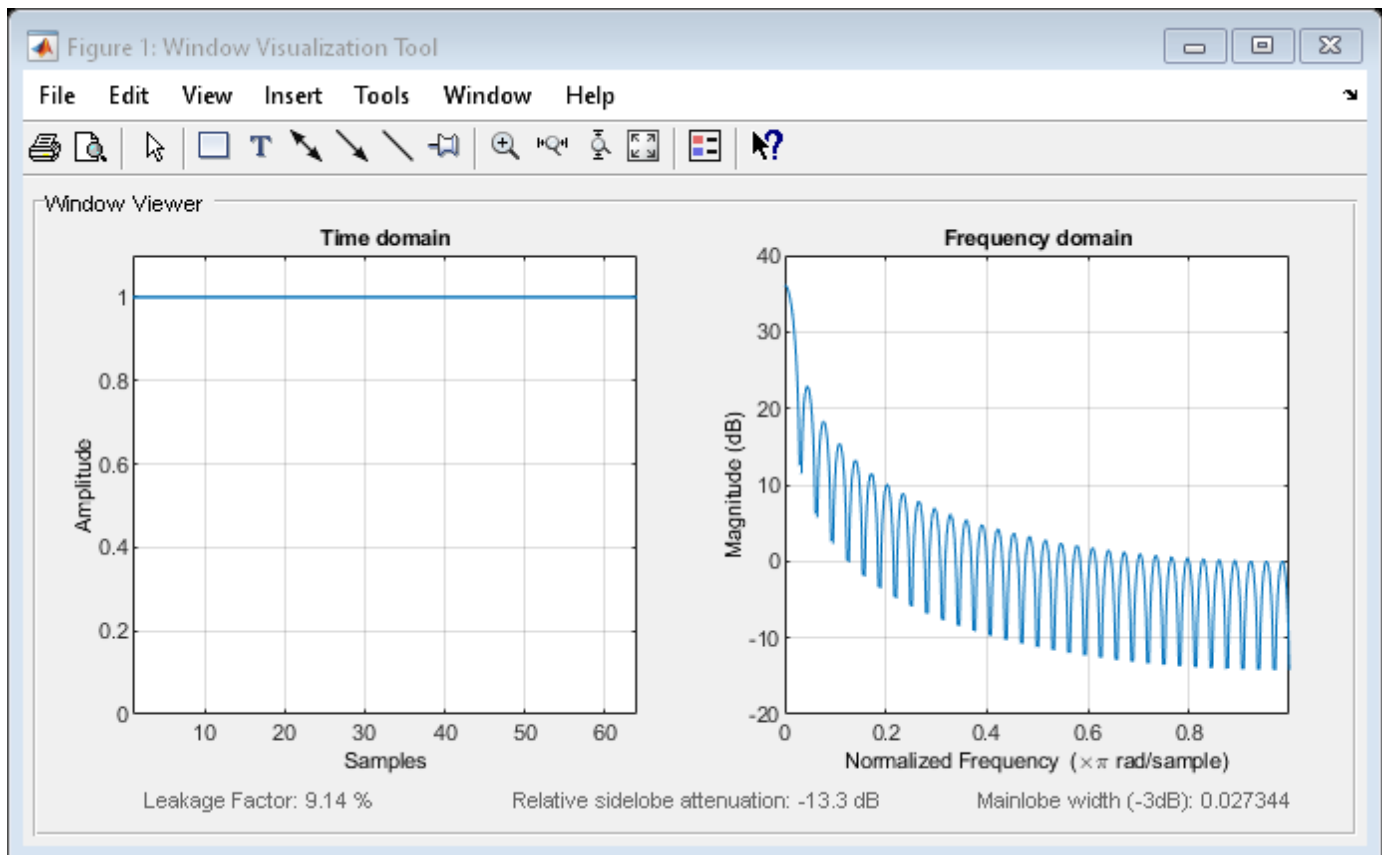 Figure 1: Window Visualization Tool
File Edit View Insert Tools Window Help
T ?
Window Viewer
Time domain
1
0.8
0.6
0.4
0.2
0
Amplitude
10 20 30 40 50 60
Samples
Frequency domain
40
30
20
10
0
-10
-20
Magnitude (dB)
0 0.2 0.4 0.6 0.8
Normalized Frequency (×π rad/sample)
Leakage Factor: 9.14 % Relative sidelobe attenuation: -13.3 dB Mainlobe width (-3dB): 0.027344